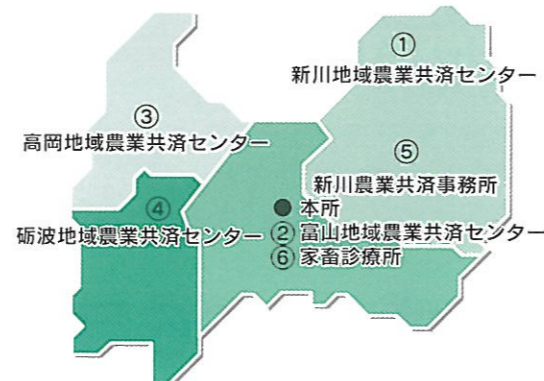 ①
新川地域農業共済センター
③
高岡地域農業共済センター
⑤
新川農業共済事務所
④
砺波地域農業共済センター
● 本所
② 富山地域農業共済センター
⑥ 家畜診療所